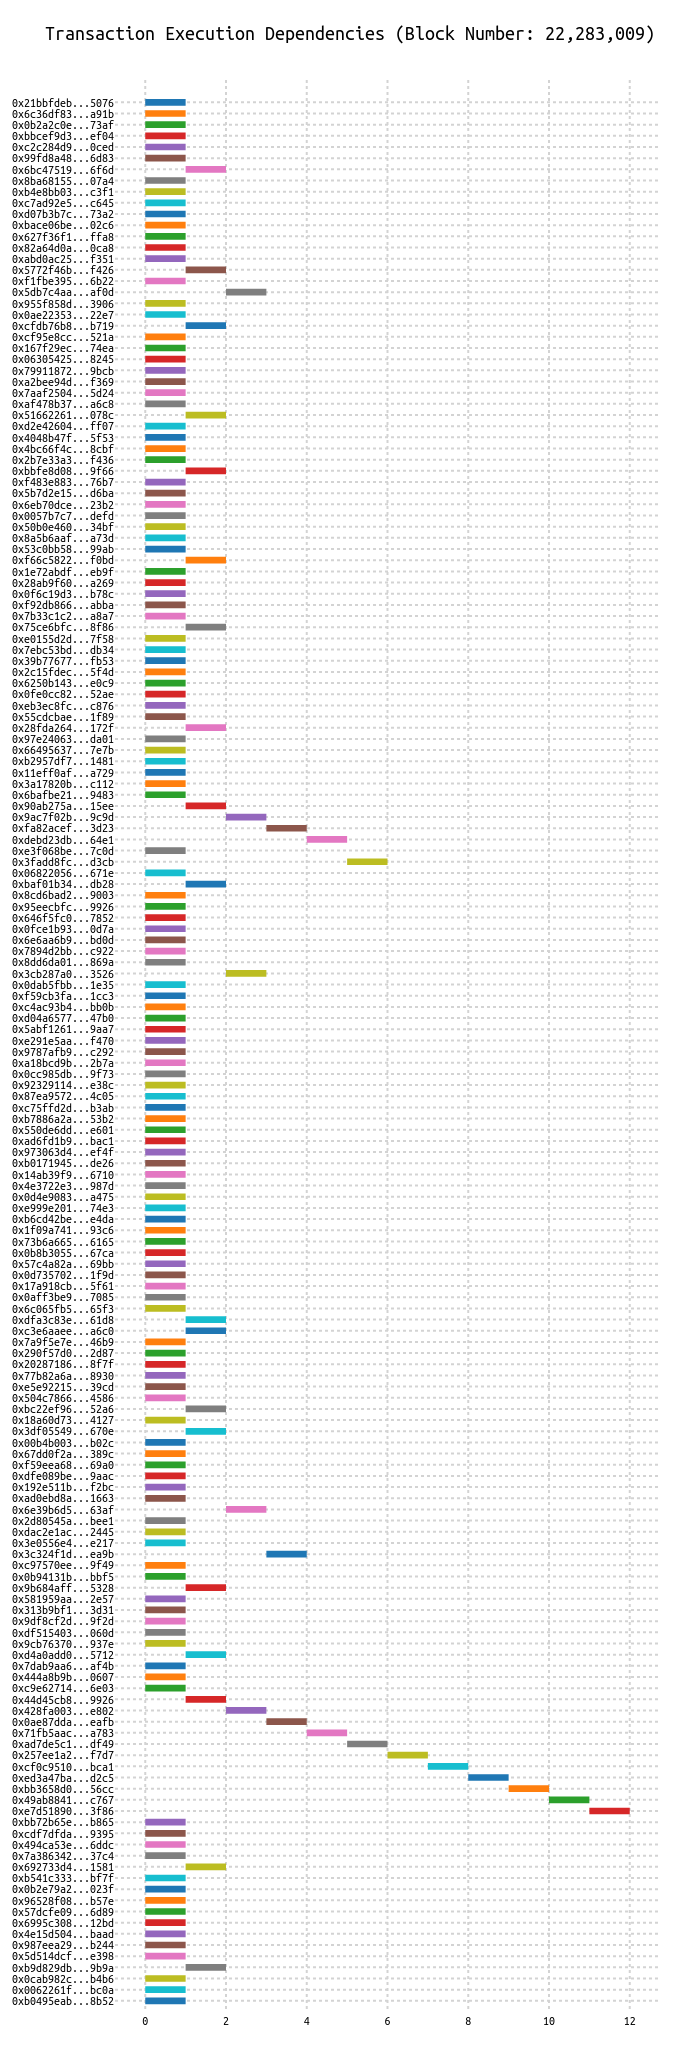 Transaction Execution Dependencies (Block Number: 22,283,009)
0x21bbfdeb...5076
0x6c36df83...a91b
0x0b2a2c0e...73af
0xbbcef9d3...ef04
0xc2c284d9...0ced
0x99fd8a48...6d83
0x6bc47519...6f6d
0x8ba68155...07a4
0xb4e8bb03...c3f1
0xc7ad92e5...c645
0xd07b3b7c...73a2
0xbace06be...02c6
0x627f36f1...ffa8
0x82a64d0a...0ca8
0xabd0ac25...f351
0x5772f46b...f426
0xf1fbe395...6b22
0x5db7c4aa...af0d
0x955f858d...3906
0x0ae22353...22e7
0xcfdb76b8...b719
0xcf95e8cc...521a
0x167f29ec...74ea
0x06305425...8245
0x79911872...9bcb
0xa2bee94d...f369
0x7aaf2504...5d24
0xaf478b37...a6c8
0x51662261...078c
0xd2e42604...ff07
0x4048b47f...5f53
0x4bc66f4c...8cbf
0x2b7e33a3...f436
0xbbfe8d08...9f66
0xf483e883...76b7
0x5b7d2e15...d6ba
0x6eb70dce...23b2
0x0057b7c7...defd
0x50b0e460...34bf
0x8a5b6aaf...a73d
0x53c0bb58...99ab
0xf66c5822...f0bd
0x1e72abdf...eb9f
0x28ab9f60...a269
0x0f6c19d3...b78c
0xf92db866...abba
0x7b33c1c2...a8a7
0x75ce6bfc...8f86
0xe0155d2d...7f58
0x7ebc53bd...db34
0x39b77677...fb53
0x2c15fdec...5f4d
0x6250b143...e0c9
0x0fe0cc82...52ae
0xeb3ec8fc...c876
0x55cdcbae...1f89
0x28fda264...172f
0x97e24063...da01
0x66495637...7e7b
0xb2957df7...1481
0x11eff0af...a729
0x3a17820b...c112
0x6bafbe21...9483
0x90ab275a...15ee
0x9ac7f02b...9c9d
0xfa82acef...3d23
0xdebd23db...64e1
0xe3f068be...7c0d
0x3fadd8fc...d3cb
0x06822056...671e
0xbaf01b34...db28
0x8cd6bad2...9003
0x95eecbfc...9926
0x646f5fc0...7852
0x0fce1b93...0d7a
0x6e6aa6b9...bd0d
0x7894d2bb...c922
0x8dd6da01...869a
0x3cb287a0...3526
0x0dab5fbb...1e35
0xf59cb3fa...1cc3
0xc4ac93b4...bb0b
0xd04a6577...47b0
0x5abf1261...9aa7
0xe291e5aa...f470
0x9787afb9...c292
0xa18bcd9b...2b7a
0x0cc985db...9f73
0x92329114...e38c
0x87ea9572...4c05
0xc75ffd2d...b3ab
0xb7886a2a...53b2
0x550de6dd...e601
0xad6fd1b9...bac1
0x973063d4...ef4f
0xb0171945...de26
0x14ab39f9...6710
0x4e3722e3...987d
0x0d4e9083...a475
0xe999e201...74e3
0xb6cd42be...e4da
0x1f09a741...93c6
0x73b6a665...6165
0x0b8b3055...67ca
0x57c4a82a...69bb
0x0d735702...1f9d
0x17a918cb...5f61
0x0aff3be9...7085
0x6c065fb5...65f3
0xdfa3c83e...61d8
0xc3e6aaee...a6c0
0x7a9f5e7e...46b9
0x290f57d0...2d87
0x20287186...8f7f
0x77b82a6a...8930
0xe5e92215...39cd
0x504c7866...4586
0xbc22ef96...52a6
0x18a60d73...4127
0x3df05549...670e
0x00b4b003...b02c
0x67dd0f2a...389c
0xf59eea68...69a0
0xdfe089be...9aac
0x192e511b...f2bc
0xad0ebd8a...1663
0x6e39b6d5...63af
0x2d80545a...bee1
0xdac2e1ac...2445
0x3e0556e4...e217
0x3c324f1d...ea9b
0xc97570ee...9f49
0x0b94131b...bbf5
0x9b684aff...5328
0x581959aa...2e57
0x313b9bf1...3d31
0x9df8cf2d...9f2d
0xdf515403...060d
0x9cb76370...937e
0xd4a0add0...5712
0x7dab9aa6...af4b
0x444a8b9b...0607
0xc9e62714...6e03
0x44d45cb8...9926
0x428fa003...e802
0x0ae87dda...eafb
0x71fb5aac...a783
0xad7de5c1...df49
0x257ee1a2...f7d7
0xcf0c9510...bca1
0xed3a47ba...d2c5
0xbb3658d0...56cc
0x49ab8841...c767
0xe7d51890...3f86
0xbb72b65e...b865
0xcdf7dfda...9395
0x494ca53e...6ddc
0x7a386342...37c4
0x692733d4...1581
0xb541c333...bf7f
0x0b2e79a2...023f
0x96528f08...b57e
0x57dcfe09...6d89
0x6995c308...12bd
0x4e15d504...baad
0x987eea29...b244
0x5d514dcf...e398
0xb9d829db...9b9a
0x0cab982c...b4b6
0x0062261f...bc0a
0xb0495eab...8b52
0 2 4 6 8 10 12